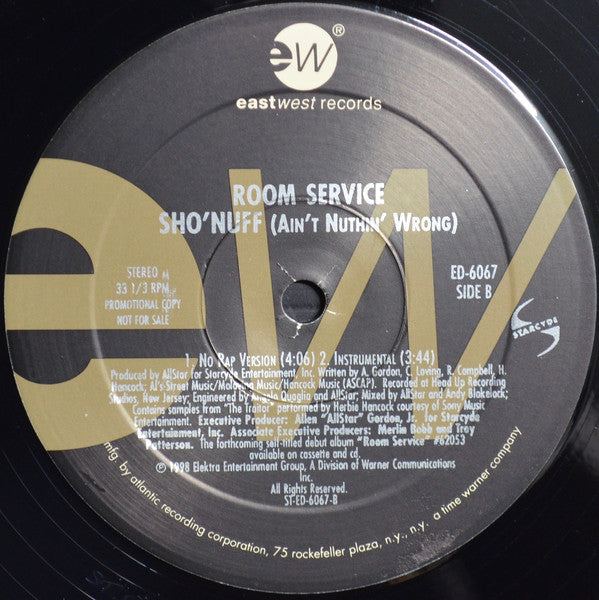 ew®
eastwest records
ew
ROOM SERVICE
SHO'NUFF (AIN'T NUTHIN' WRONG)
STEREO
33 1/3 RPM
PROMOTIONAL COPY
NOT FOR SALE
ED-6067
SIDE B
STARCYDE
1. NO RAP VERSION (4:06) 2. INSTRUMENTAL (3:44)
Produced by AllStar for Starcyde Entertainment, Inc. Written by A. Gordon, C. Loving, R. Campbell, H.
Hancock; Al's Street Music/Malaysia Music/Hancock Music (ASCAP). Recorded at Head Up Recording
Studios, New Jersey; Engineered by Angelo Quaglia and AllStar; Mixed by AllStar and Andy Blakelock;
Contains samples from "The Traitor" performed by Herbie Hancock courtesy of Sony Music
Entertainment. Executive Producer: Allen "AllStar" Gordon, Jr. for Starcyde
Entertainment, Inc. Associate Executive Producers: Merlin Bobb and Troy
Patterson. The forthcoming self-titled debut album "Room Service" #62053
available on cassette and cd.
℗©1998 Elektra Entertainment Group, A Division of Warner Communications
Inc.
All Rights Reserved.
ST-ED-6067-B
mfg. by atlantic recording corporation, 75 rockefeller plaza, n.y., n.y. a time warner company